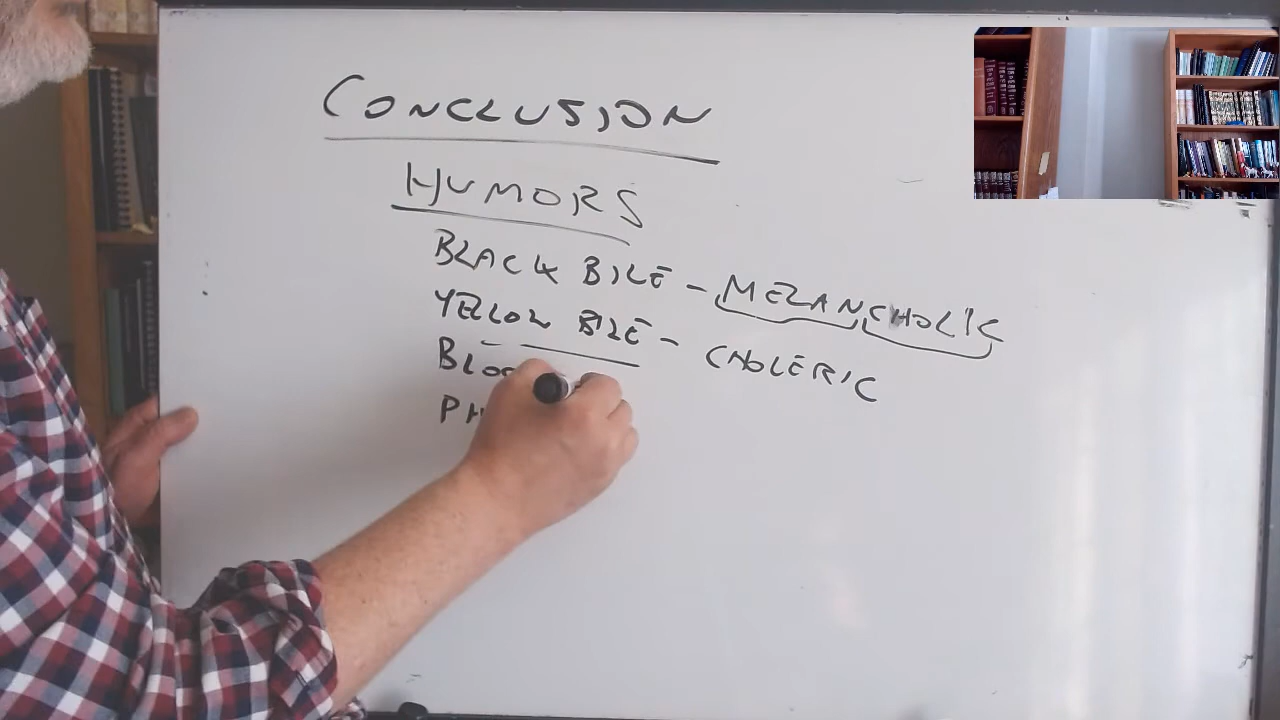 CONCLUSION
HUMORS
BLACK BILE - MELANCHOLIC
YELLOW BILE - CHOLERIC